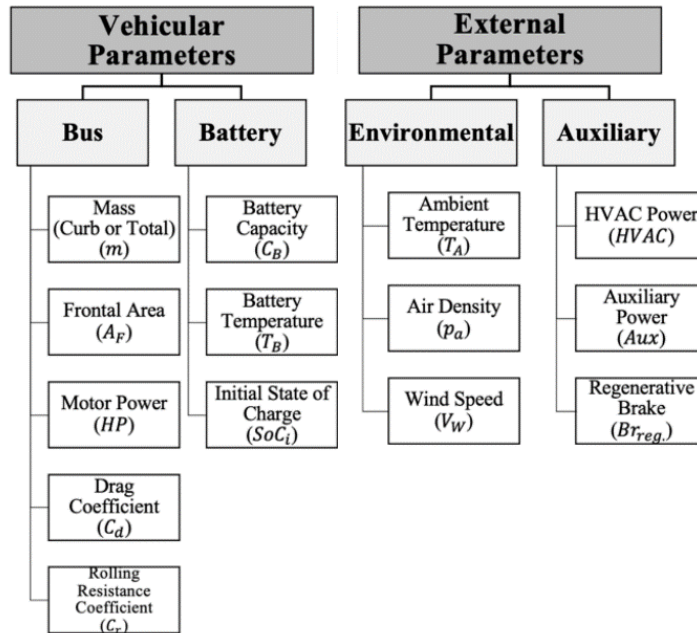 Vehicular
Parameters
External
Parameters
Bus
Battery
Environmental
Auxiliary
Mass
(Curb or Total)
(m)
Frontal Area
(A_F)
Motor Power
(HP)
Drag
Coefficient
(C_d)
Rolling
Resistance
Coefficient
(C_r)
Battery
Capacity
(C_B)
Battery
Temperature
(T_B)
Initial State of
Charge
(SoC_i)
Ambient
Temperature
(T_A)
Air Density
(p_a)
Wind Speed
(V_W)
HVAC Power
(HVAC)
Auxiliary
Power
(Aux)
Regenerative
Brake
(Br_reg.)